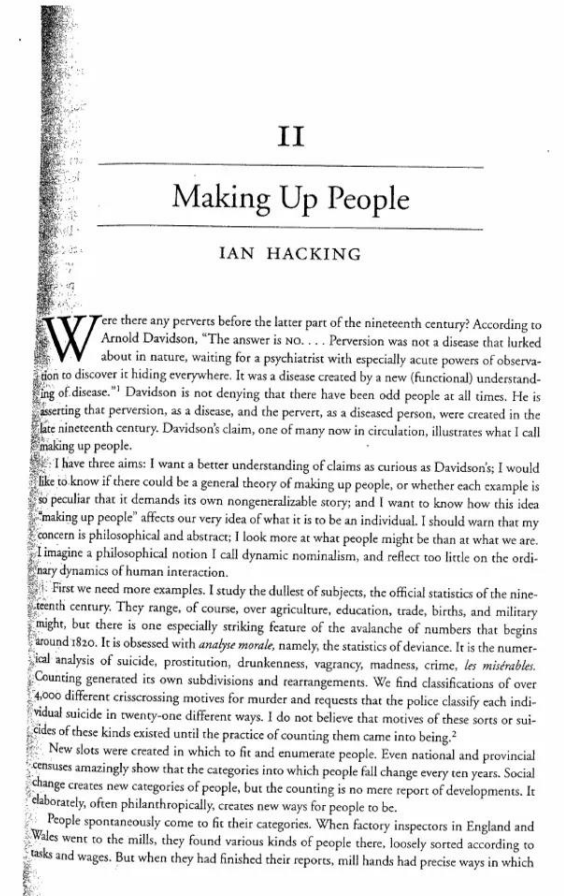 II
Making Up People
IAN HACKING
Were there any perverts before the latter part of the nineteenth century? According to
Arnold Davidson, "The answer is NO. . . . Perversion was not a disease that lurked
about in nature, waiting for a psychiatrist with especially acute powers of observa-
tion to discover it hiding everywhere. It was a disease created by a new (functional) understand-
ing of disease."1 Davidson is not denying that there have been odd people at all times. He is
asserting that perversion, as a disease, and the pervert, as a diseased person, were created in the
late nineteenth century. Davidson's claim, one of many now in circulation, illustrates what I call
making up people.
I have three aims: I want a better understanding of claims as curious as Davidson's; I would
like to know if there could be a general theory of making up people, or whether each example is
so peculiar that it demands its own nongeneralizable story; and I want to know how this idea
"making up people" affects our very idea of what it is to be an individual. I should warn that my
concern is philosophical and abstract; I look more at what people might be than at what we are.
I imagine a philosophical notion I call dynamic nominalism, and reflect too little on the ordi-
nary dynamics of human interaction.
First we need more examples. I study the dullest of subjects, the official statistics of the nine-
teenth century. They range, of course, over agriculture, education, trade, births, and military
might, but there is one especially striking feature of the avalanche of numbers that begins
around 1820. It is obsessed with analyse morale, namely, the statistics of deviance. It is the numer-
ical analysis of suicide, prostitution, drunkenness, vagrancy, madness, crime, les misérables.
Counting generated its own subdivisions and rearrangements. We find classifications of over
4,000 different crisscrossing motives for murder and requests that the police classify each indi-
vidual suicide in twenty-one different ways. I do not believe that motives of these sorts or sui-
cides of these kinds existed until the practice of counting them came into being.2
New slots were created in which to fit and enumerate people. Even national and provincial
censuses amazingly show that the categories into which people fall change every ten years. Social
change creates new categories of people, but the counting is no mere report of developments. It
elaborately, often philanthropically, creates new ways for people to be.
People spontaneously come to fit their categories. When factory inspectors in England and
Wales went to the mills, they found various kinds of people there, loosely sorted according to
tasks and wages. But when they had finished their reports, mill hands had precise ways in which